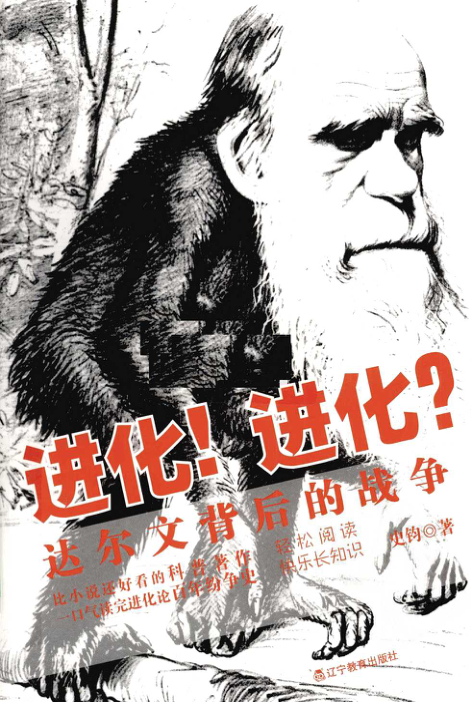 进化！进化？
达尔文背后的战争
比小说还好看的科普著作
一口气读完进化论百年纷争史
轻松阅读
快乐长知识
史钧◎著
辽宁教育出版社